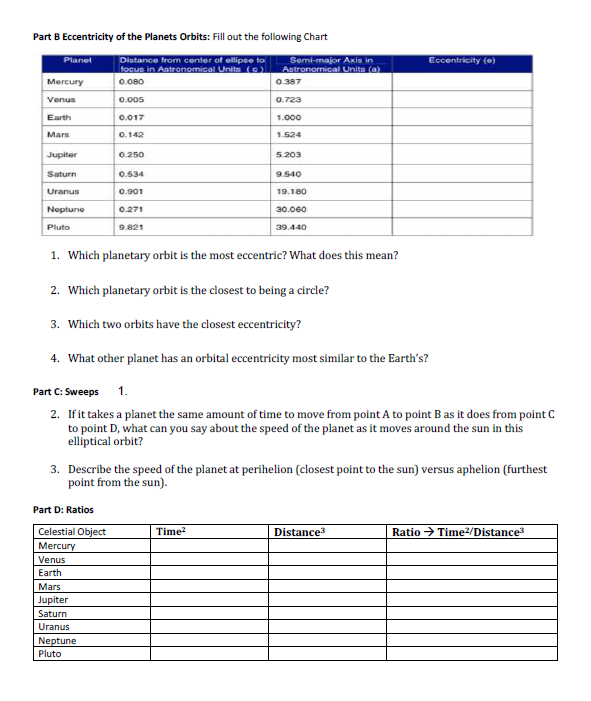 Part B Eccentricity of the Planets Orbits: Fill out the following Chart
Planet Distance from center of ellipse to focus in Astronomical Units (c) Semi-major Axis in Astronomical Units (a) Eccentricity (e)
Mercury 0.080 0.387
Venus 0.005 0.723
Earth 0.017 1.000
Mars 0.142 1.524
Jupiter 0.250 5.203
Saturn 0.534 9.540
Uranus 0.901 19.180
Neptune 0.271 30.060
Pluto 9.821 39.440
1. Which planetary orbit is the most eccentric? What does this mean?
2. Which planetary orbit is the closest to being a circle?
3. Which two orbits have the closest eccentricity?
4. What other planet has an orbital eccentricity most similar to the Earth's?
Part C: Sweeps 1.
2. If it takes a planet the same amount of time to move from point A to point B as it does from point C
to point D, what can you say about the speed of the planet as it moves around the sun in this
elliptical orbit?
3. Describe the speed of the planet at perihelion (closest point to the sun) versus aphelion (furthest
point from the sun).
Part D: Ratios
Celestial Object Time² Distance³ Ratio → Time²/Distance³
Mercury
Venus
Earth
Mars
Jupiter
Saturn
Uranus
Neptune
Pluto